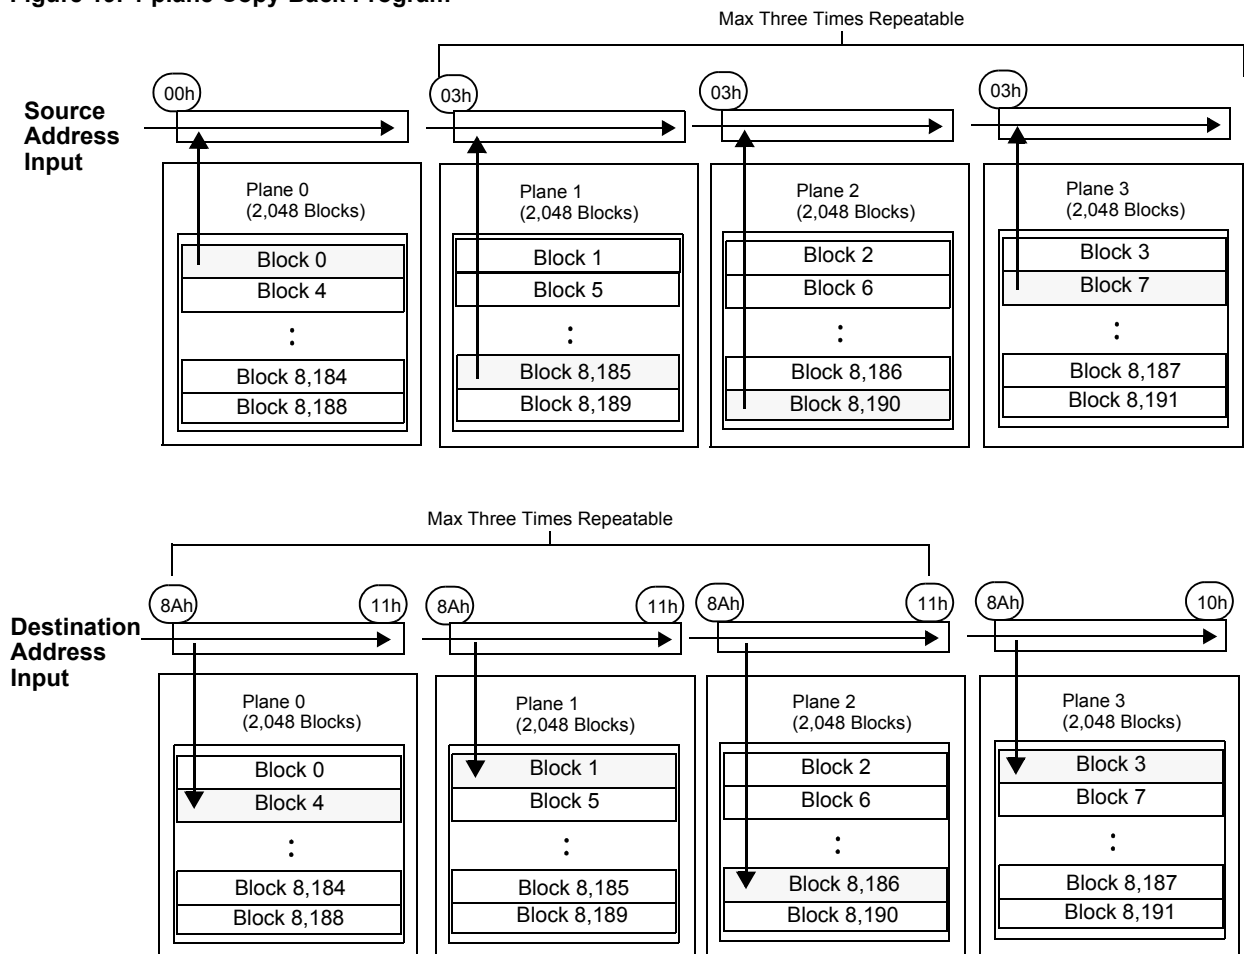 Max Three Times Repeatable
00h
03h
03h
03h
Source
Address
Input
Plane 0
(2,048 Blocks)
Block 0
Block 4
:
Block 8,184
Block 8,188
Plane 1
(2,048 Blocks)
Block 1
Block 5
:
Block 8,185
Block 8,189
Plane 2
(2,048 Blocks)
Block 2
Block 6
:
Block 8,186
Block 8,190
Plane 3
(2,048 Blocks)
Block 3
Block 7
:
Block 8,187
Block 8,191
Max Three Times Repeatable
8Ah
11h
8Ah
11h
8Ah
11h
8Ah
10h
Destination
Address
Input
Plane 0
(2,048 Blocks)
Block 0
Block 4
:
Block 8,184
Block 8,188
Plane 1
(2,048 Blocks)
Block 1
Block 5
:
Block 8,185
Block 8,189
Plane 2
(2,048 Blocks)
Block 2
Block 6
:
Block 8,186
Block 8,190
Plane 3
(2,048 Blocks)
Block 3
Block 7
:
Block 8,187
Block 8,191